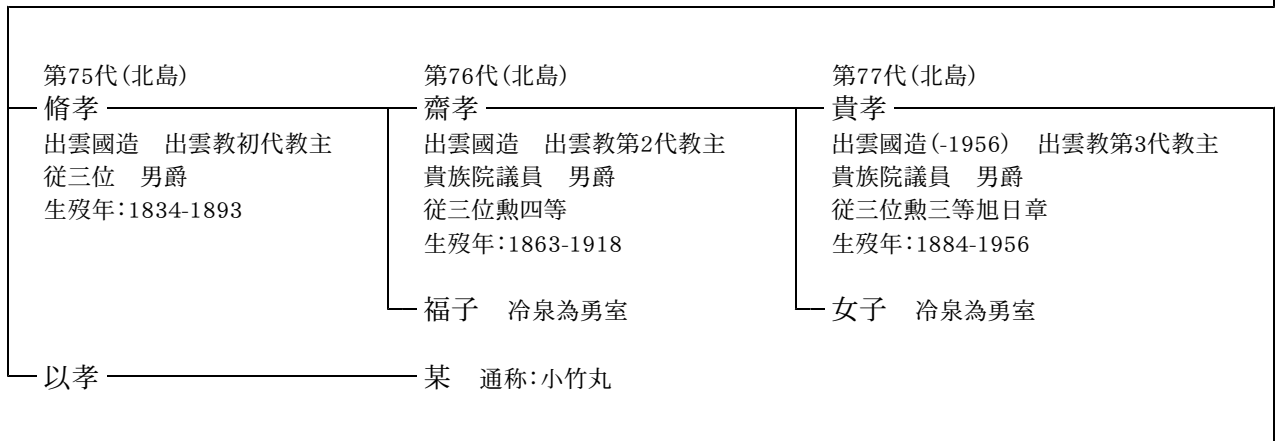 第75代(北島)
脩孝
出雲國造　出雲教初代教主
従三位　男爵
生歿年：1834-1893
第76代(北島)
齋孝
出雲國造　出雲教第2代教主
貴族院議員　男爵
従三位勲四等
生歿年：1863-1918
福子　冷泉為勇室
第77代(北島)
貴孝
出雲國造(-1956)　出雲教第3代教主
貴族院議員　男爵
従三位勲三等旭日章
生歿年：1884-1956
女子　冷泉為勇室
以孝
某　通称：小竹丸